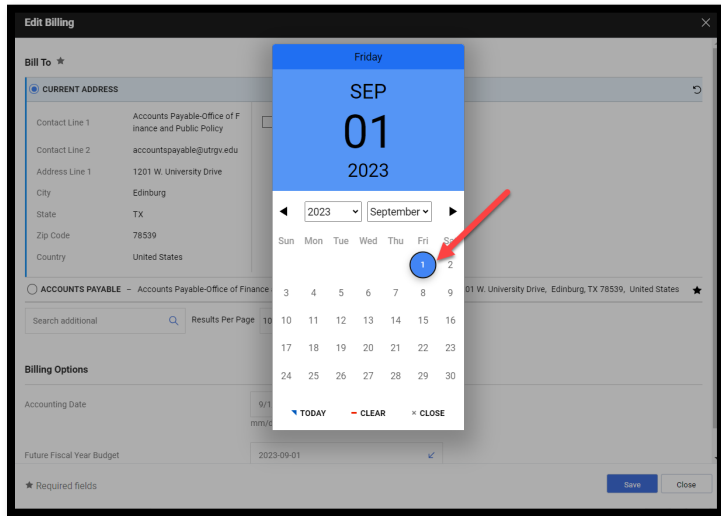 Edit Billing
Bill To ★
CURRENT ADDRESS
Contact Line 1 Accounts Payable-Office of F
inance and Public Policy
Contact Line 2 accountspayable@utrgv.edu
Address Line 1 1201 W. University Drive
City Edinburg
State TX
Zip Code 78539
Country United States
ACCOUNTS PAYABLE – Accounts Payable-Office of Finance
01 W. University Drive, Edinburg, TX 78539, United States ★
Search additional Results Per Page 10
Billing Options
Accounting Date 9/1
mm/d
Future Fiscal Year Budget 2023-09-01
★ Required fields
Save Close
Friday
SEP
01
2023
2023 September
Sun Mon Tue Wed Thu Fri Sa
1 2
3 4 5 6 7 8 9
10 11 12 13 14 15 16
17 18 19 20 21 22 23
24 25 26 27 28 29 30
TODAY CLEAR × CLOSE